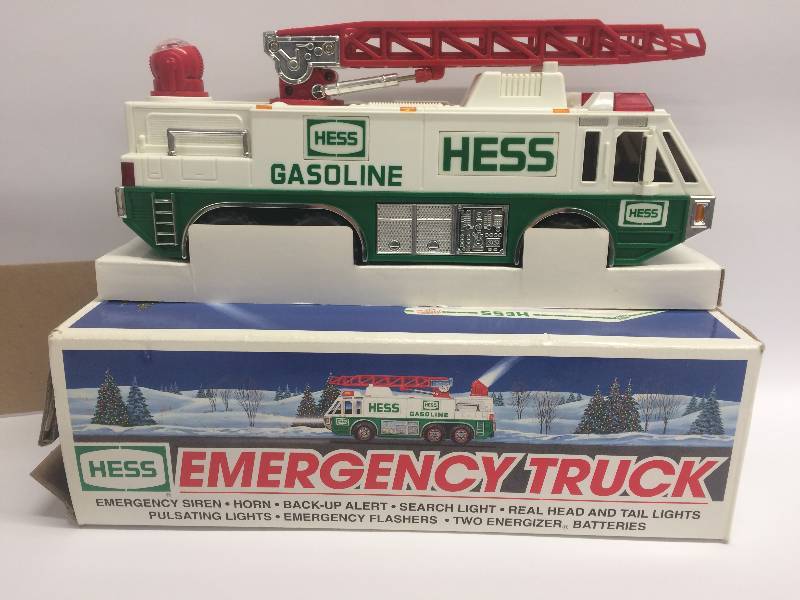 HESS
GASOLINE
HESS
HESS
HESS
HESS
HESS
GASOLINE
HESS
EMERGENCY TRUCK
EMERGENCY SIREN • HORN • BACK-UP ALERT • SEARCH LIGHT • REAL HEAD AND TAIL LIGHTS
PULSATING LIGHTS • EMERGENCY FLASHERS • TWO ENERGIZER® BATTERIES